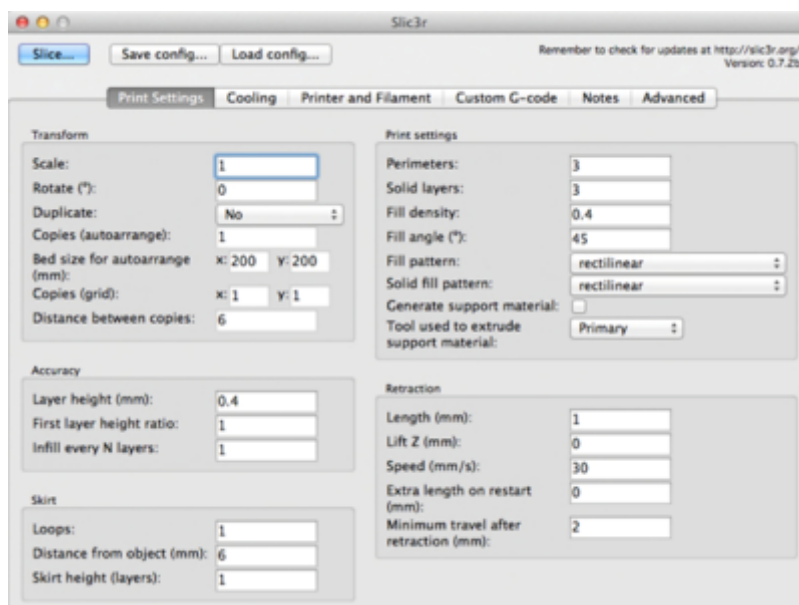 Slic3r
Slice...
Save config...
Load config...
Remember to check for updates at http://slic3r.org/
Version: 0.7.2b
Print Settings
Cooling
Printer and Filament
Custom G-code
Notes
Advanced
Transform
Scale: 1
Rotate (°): 0
Duplicate: No
Copies (autoarrange): 1
Bed size for autoarrange x: 200 y: 200
(mm):
Copies (grid): x: 1 y: 1
Distance between copies: 6
Accuracy
Layer height (mm): 0.4
First layer height ratio: 1
Infill every N layers: 1
Skirt
Loops: 1
Distance from object (mm): 6
Skirt height (layers): 1
Print settings
Perimeters: 3
Solid layers: 3
Fill density: 0.4
Fill angle (°): 45
Fill pattern: rectilinear
Solid fill pattern: rectilinear
Generate support material:
Tool used to extrude Primary
support material:
Retraction
Length (mm): 1
Lift Z (mm): 0
Speed (mm/s): 30
Extra length on restart 0
(mm):
Minimum travel after 2
retraction (mm):